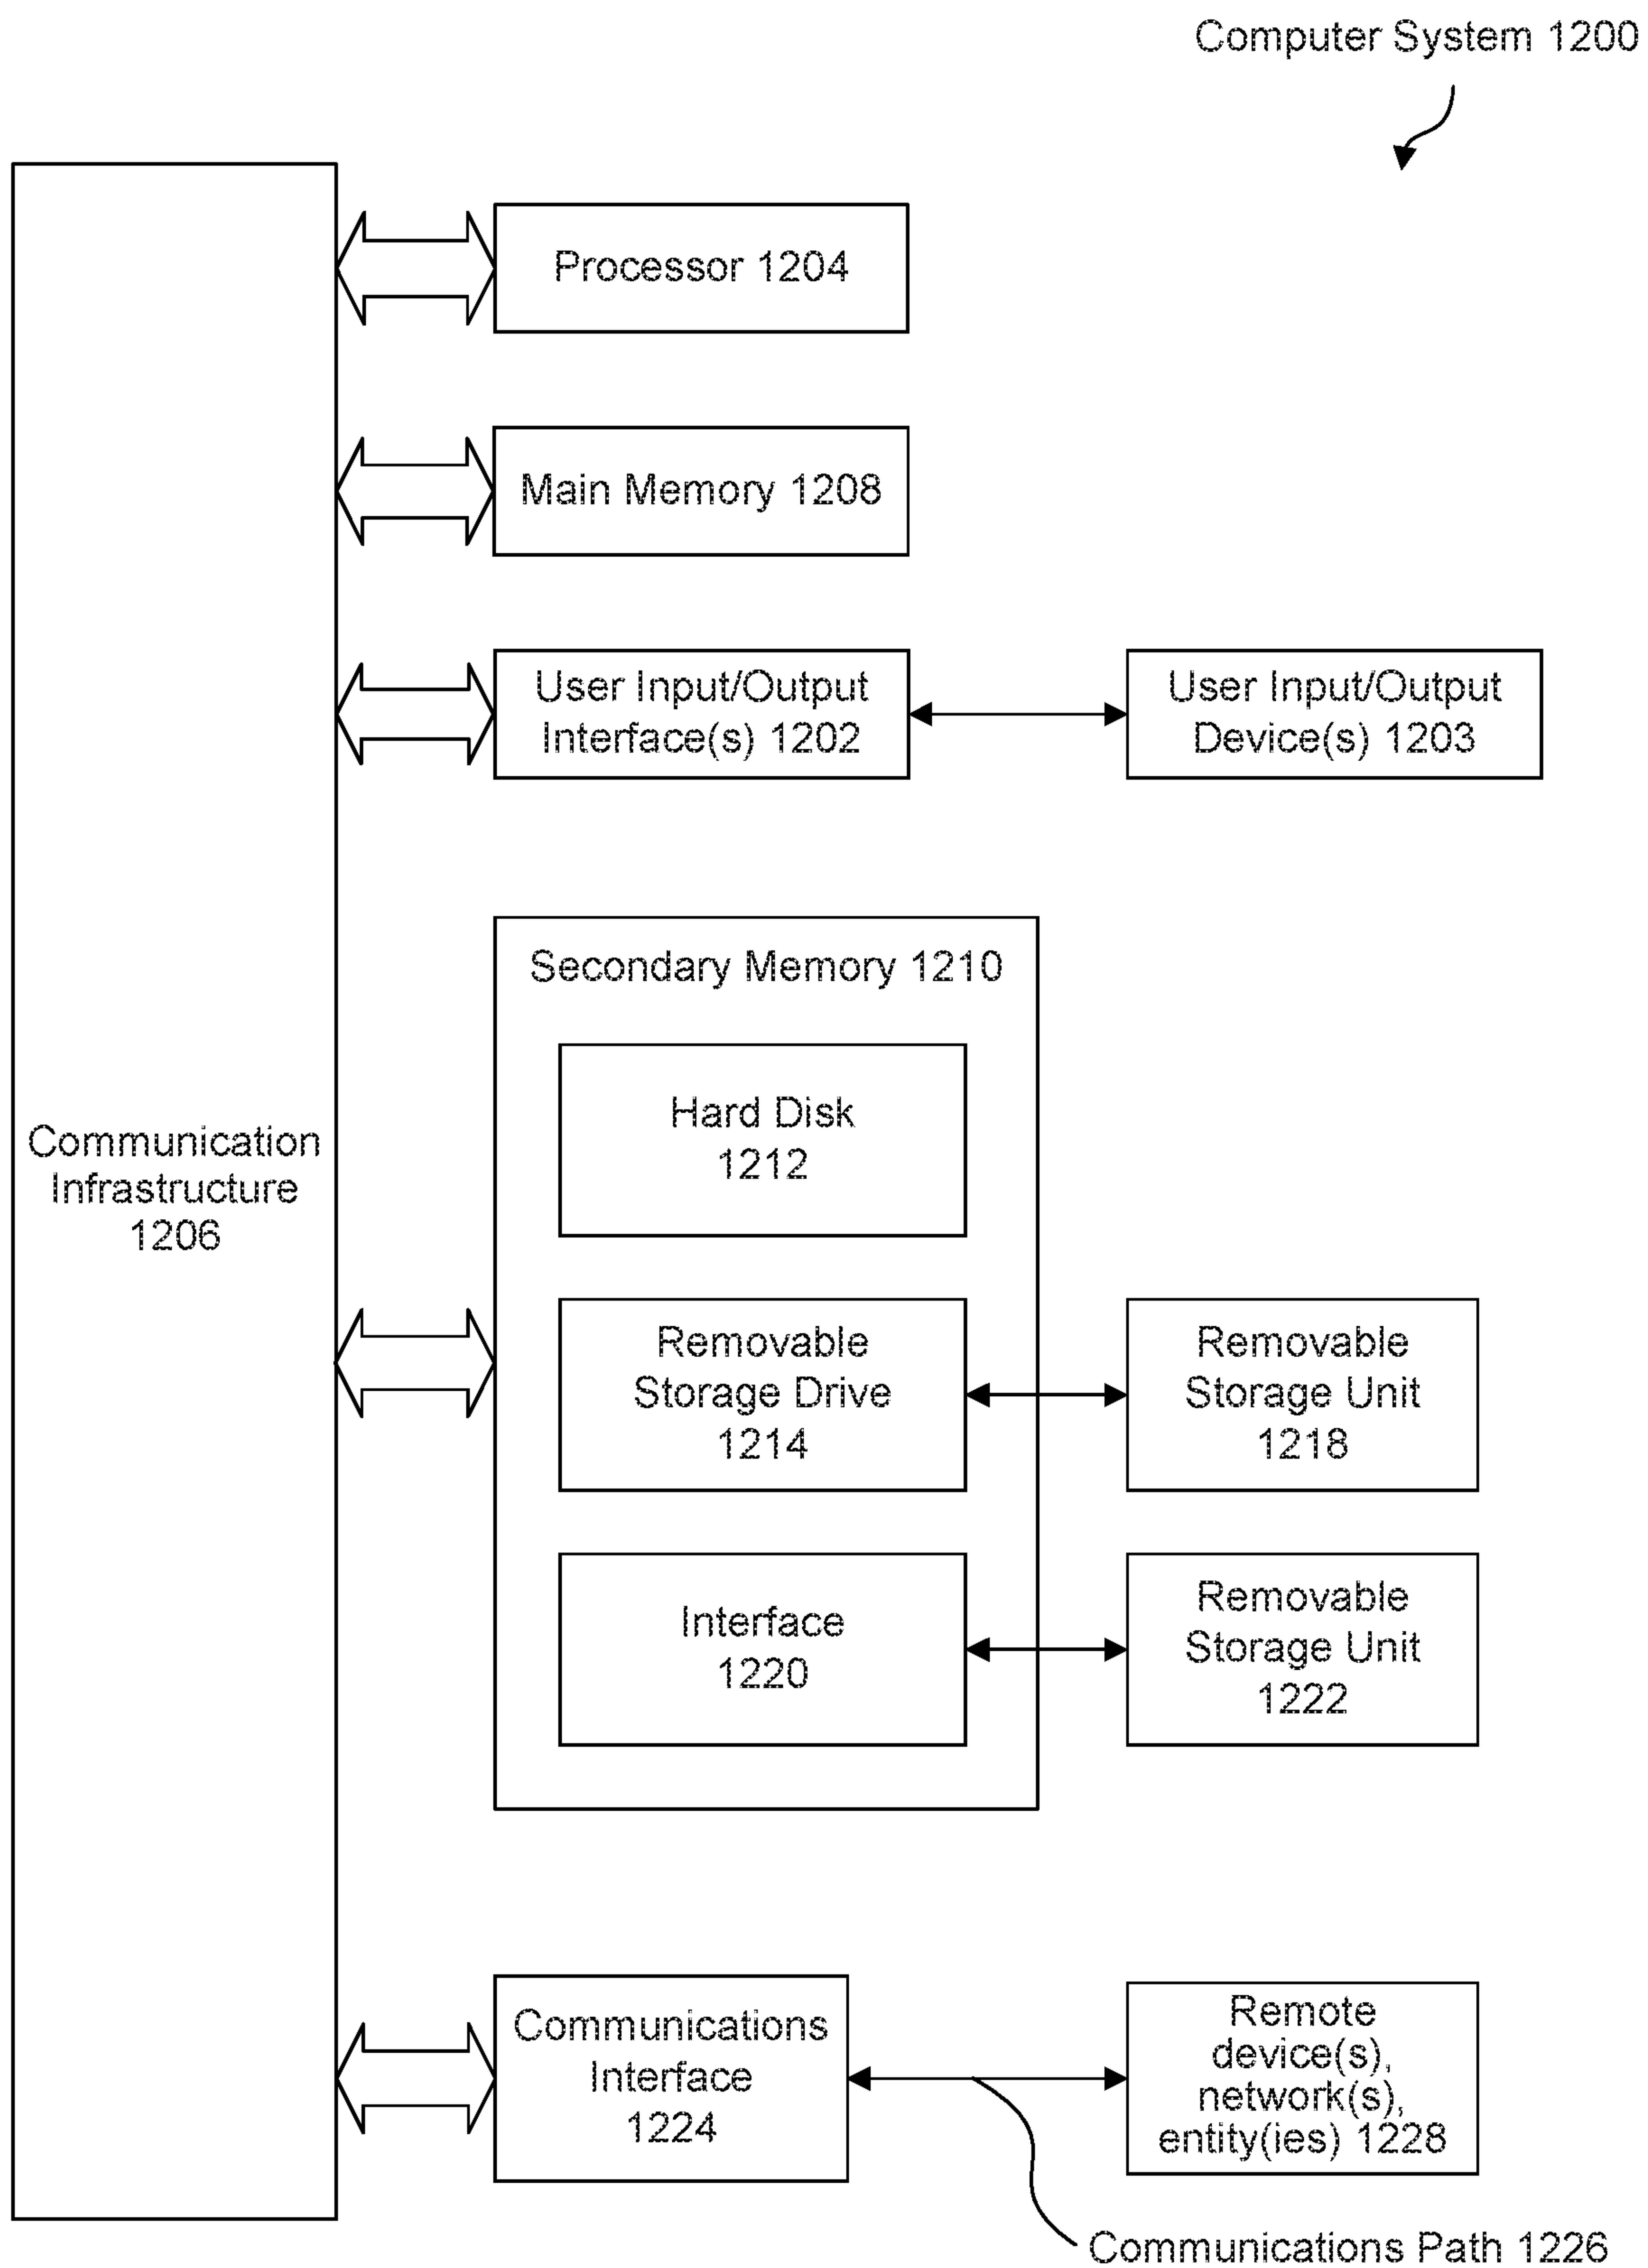 Computer System 1200
Processor 1204
Main Memory 1208
User Input/Output
Interface(s) 1202
User Input/Output
Device(s) 1203
Secondary Memory 1210
Hard Disk
1212
Communication
Infrastructure
1206
Removable
Storage Drive
1214
Removable
Storage Unit
1218
Interface
1220
Removable
Storage Unit
1222
Communications
Interface
1224
Remote
device(s),
network(s),
entity(ies) 1228
Communications Path 1226